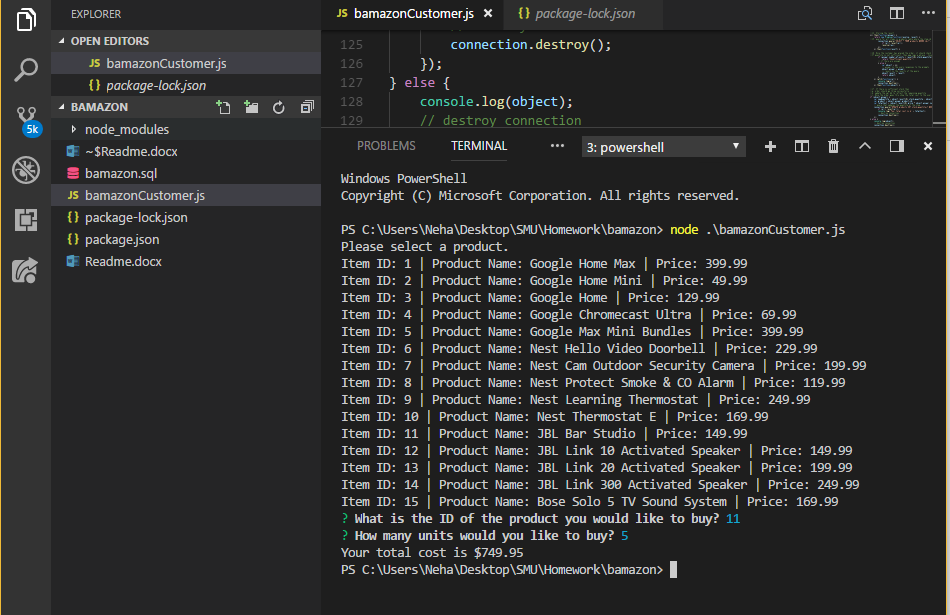 EXPLORER
OPEN EDITORS
JS bamazonCustomer.js
{} package-lock.json
BAMAZON
node_modules
~$Readme.docx
bamazon.sql
JS bamazonCustomer.js
{} package-lock.json
{} package.json
Readme.docx
5k
JS bamazonCustomer.js
{} package-lock.json
125 connection.destroy();
126 });
127 } else {
128 console.log(object);
129 // destroy connection
PROBLEMS TERMINAL ••• 3: powershell
Windows PowerShell
Copyright (C) Microsoft Corporation. All rights reserved.
PS C:\Users\Neha\Desktop\SMU\Homework\bamazon> node .\bamazonCustomer.js
Please select a product.
Item ID: 1 | Product Name: Google Home Max | Price: 399.99
Item ID: 2 | Product Name: Google Home Mini | Price: 49.99
Item ID: 3 | Product Name: Google Home | Price: 129.99
Item ID: 4 | Product Name: Google Chromecast Ultra | Price: 69.99
Item ID: 5 | Product Name: Google Max Mini Bundles | Price: 399.99
Item ID: 6 | Product Name: Nest Hello Video Doorbell | Price: 229.99
Item ID: 7 | Product Name: Nest Cam Outdoor Security Camera | Price: 199.99
Item ID: 8 | Product Name: Nest Protect Smoke & CO Alarm | Price: 119.99
Item ID: 9 | Product Name: Nest Learning Thermostat | Price: 249.99
Item ID: 10 | Product Name: Nest Thermostat E | Price: 169.99
Item ID: 11 | Product Name: JBL Bar Studio | Price: 149.99
Item ID: 12 | Product Name: JBL Link 10 Activated Speaker | Price: 149.99
Item ID: 13 | Product Name: JBL Link 20 Activated Speaker | Price: 199.99
Item ID: 14 | Product Name: JBL Link 300 Activated Speaker | Price: 249.99
Item ID: 15 | Product Name: Bose Solo 5 TV Sound System | Price: 169.99
? What is the ID of the product you would like to buy? 11
? How many units would you like to buy? 5
Your total cost is $749.95
PS C:\Users\Neha\Desktop\SMU\Homework\bamazon>